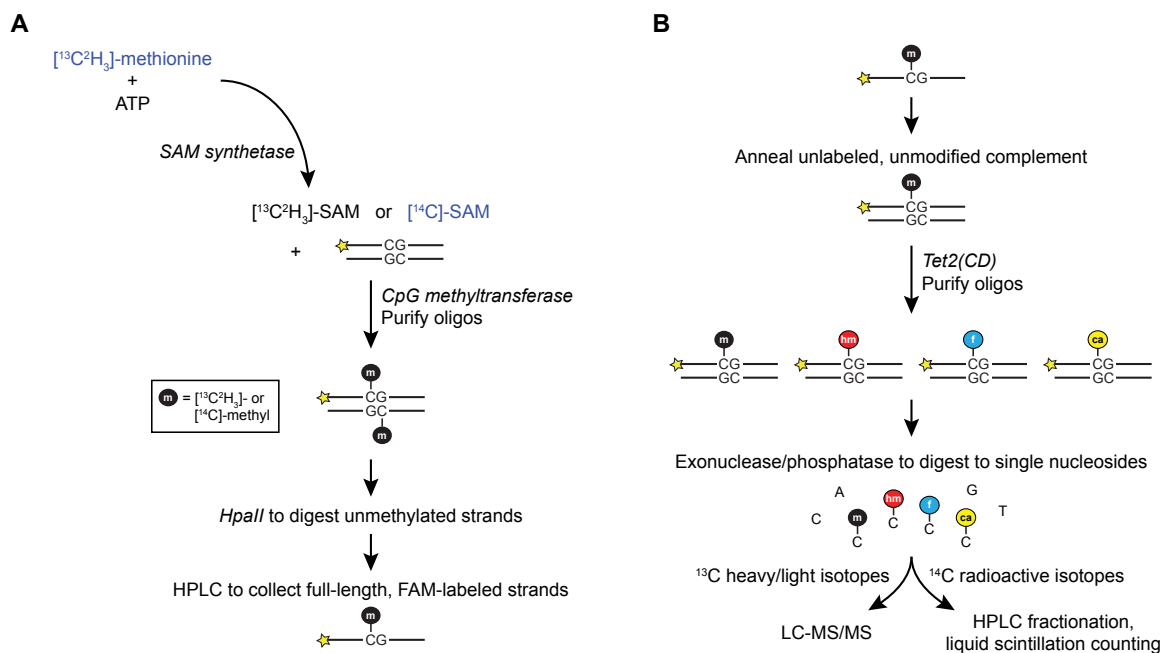 A
[¹³C²H₃]-methionine
+
ATP
SAM synthetase
[¹³C²H₃]-SAM or [¹⁴C]-SAM
+
CG
GC
CpG methyltransferase
Purify oligos
m
CG
GC
m
m = [¹³C²H₃]- or
[¹⁴C]-methyl
HpaII to digest unmethylated strands
HPLC to collect full-length, FAM-labeled strands
m
CG
B
m
CG
Anneal unlabeled, unmodified complement
m
CG
GC
Tet2(CD)
Purify oligos
m hm f ca
CG CG CG CG
GC GC GC GC
Exonuclease/phosphatase to digest to single nucleosides
A hm G
C m f ca T
C C C C
¹³C heavy/light isotopes ¹⁴C radioactive isotopes
LC-MS/MS
HPLC fractionation,
liquid scintillation counting